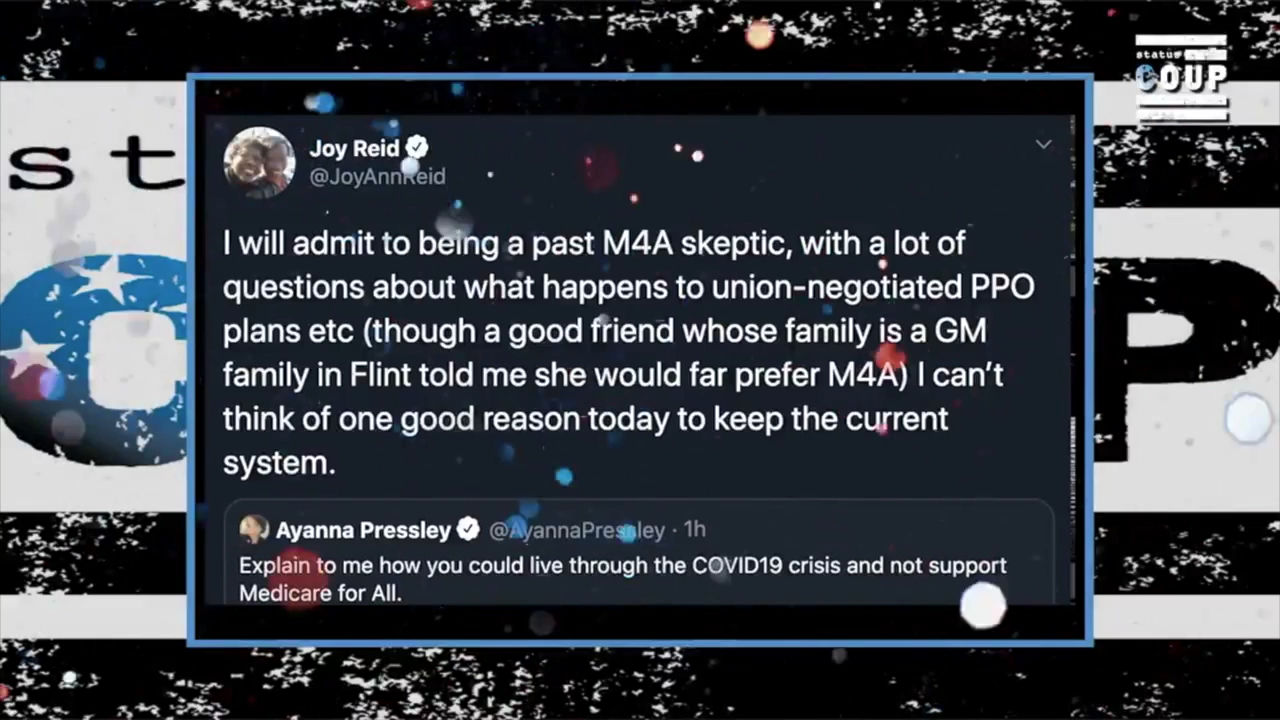 status
COUP
st
Joy Reid
@JoyAnnReid
I will admit to being a past M4A skeptic, with a lot of
questions about what happens to union-negotiated PPO
plans etc (though a good friend whose family is a GM
family in Flint told me she would far prefer M4A) I can’t
think of one good reason today to keep the current
system.
Ayanna Pressley @AyannaPressley · 1h
Explain to me how you could live through the COVID19 crisis and not support
Medicare for All.
P